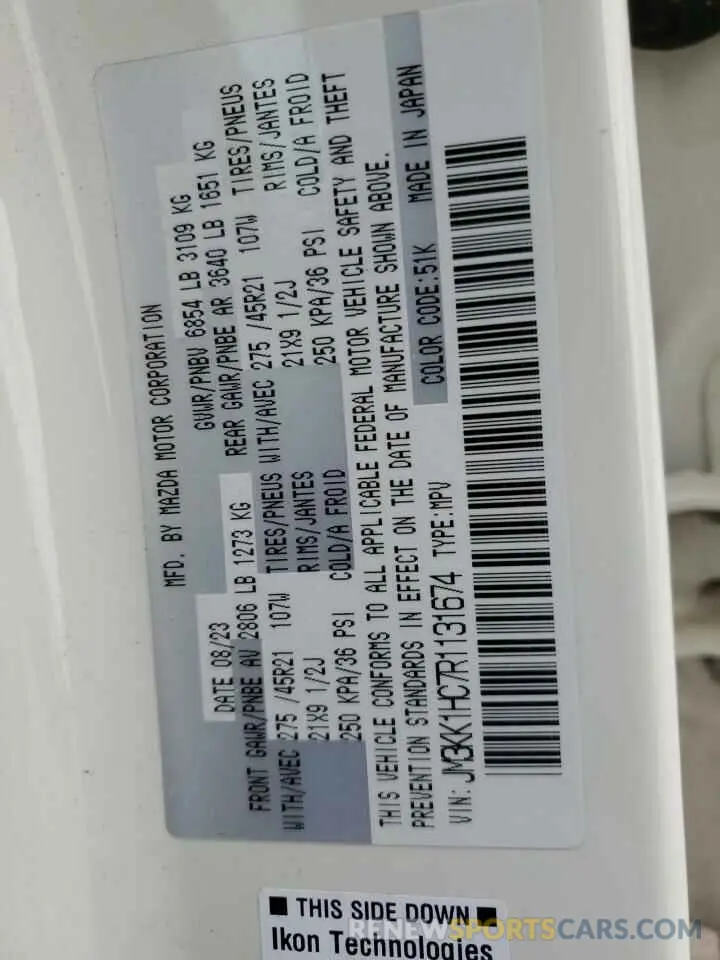 MFD. BY MAZDA MOTOR CORPORATION
DATE 08/23 GVWR/PNBV 6854 LB 3109 KG
FRONT GAWR/PNBE AV 2806 LB 1273 KG REAR GAWR/PNBE AR 3640 LB 1651 KG
WITH/AVEC 275 /45R21 107W TIRES/PNEUS WITH/AVEC 275 /45R21 107W TIRES/PNEUS
21X9 1/2J RIMS/JANTES 21X9 1/2J RIMS/JANTES
250 KPA/36 PSI COLD/A FROID 250 KPA/36 PSI COLD/A FROID
THIS VEHICLE CONFORMS TO ALL APPLICABLE FEDERAL MOTOR VEHICLE SAFETY AND THEFT
PREVENTION STANDARDS IN EFFECT ON THE DATE OF MANUFACTURE SHOWN ABOVE.
VIN: JM3KK1HC7R1131674 TYPE:MPV COLOR CODE:51K MADE IN JAPAN
THIS SIDE DOWN
Ikon Technologies
RENEWSPORTSCARS.COM